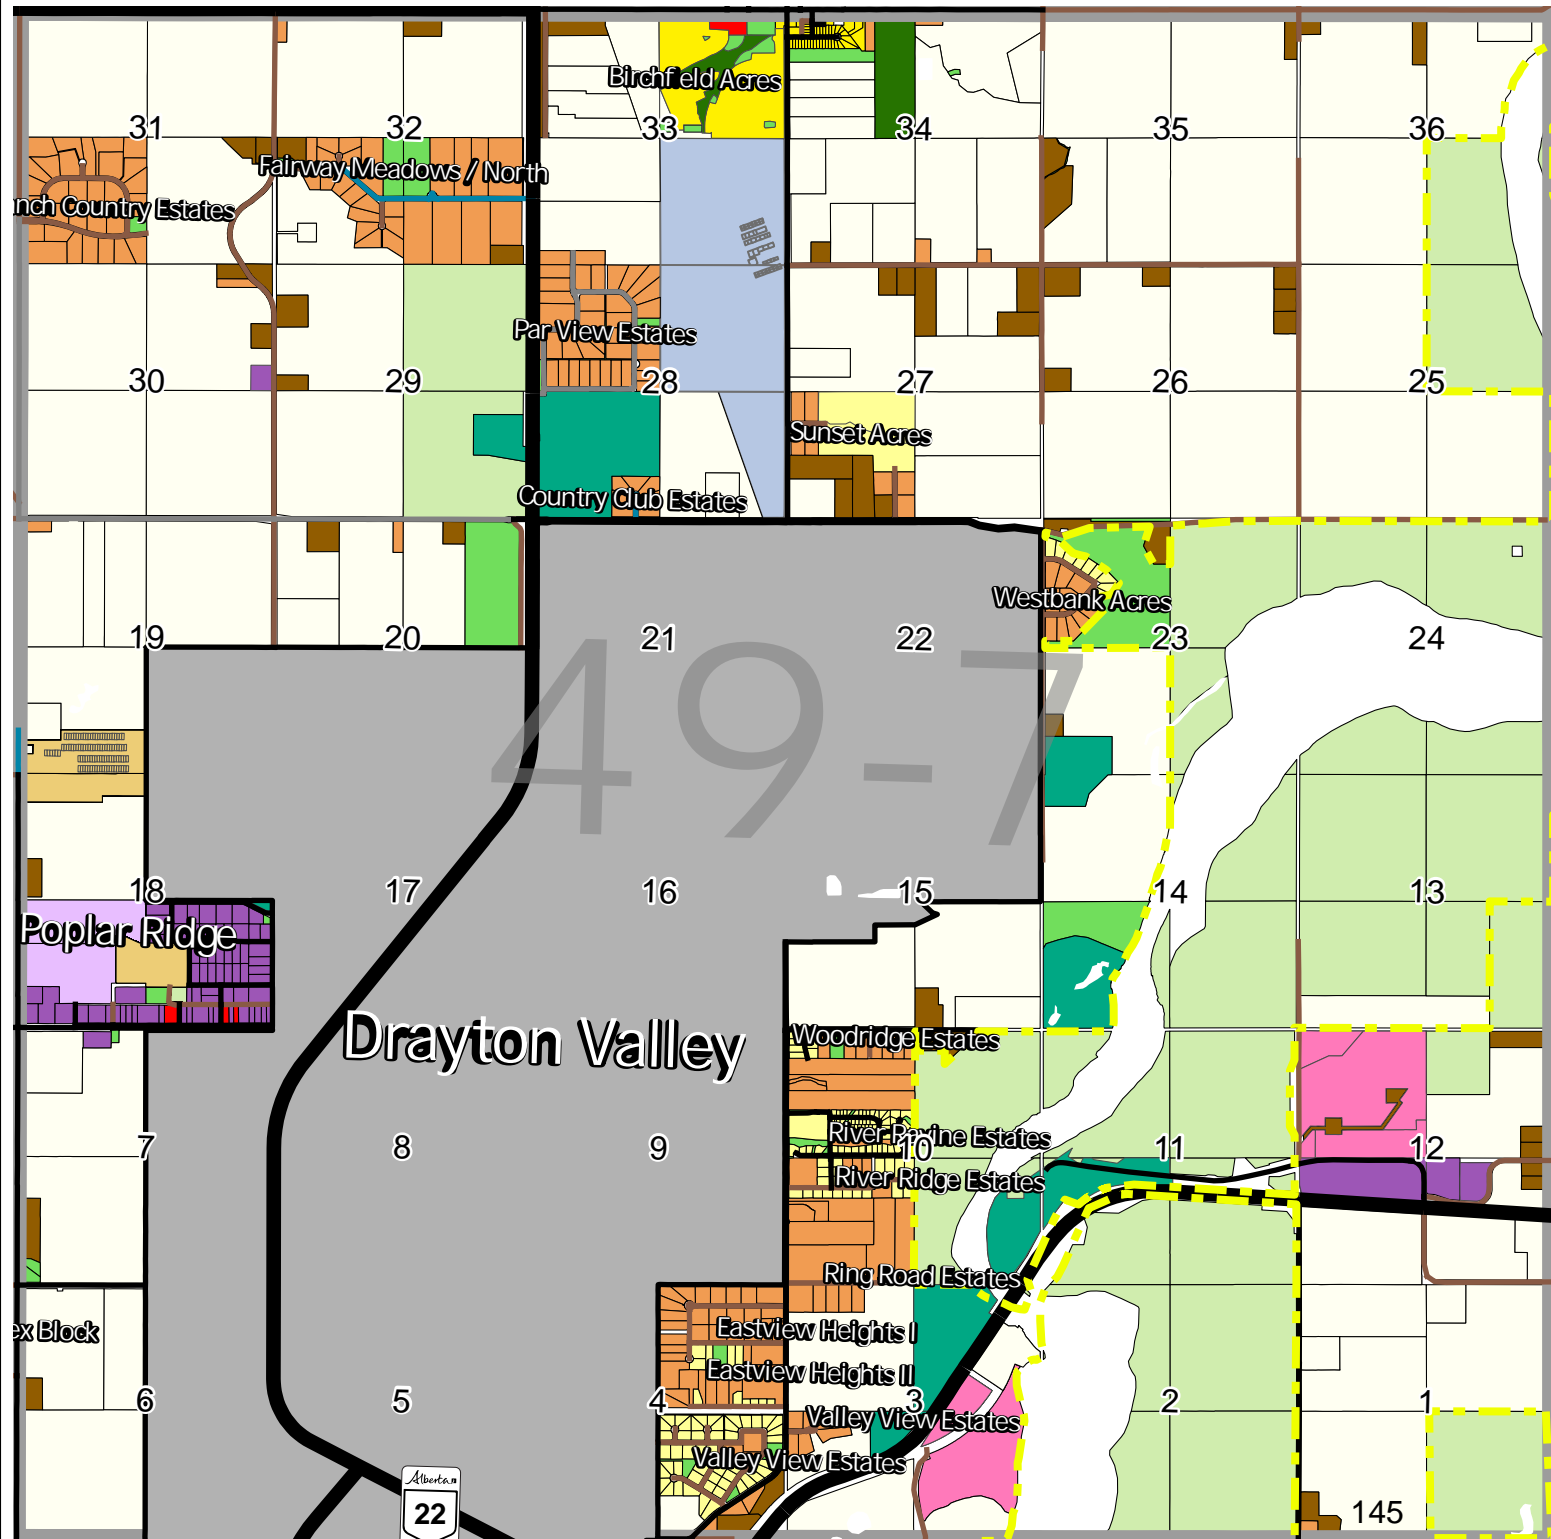 Birchfield Acres
31
32
33
34
35
36
Fairway Meadows / North
nch Country Estates
Par View Estates
30
29
28
27
26
25
Sunset Acres
Country Club Estates
Westbank Acres
19
20
21
22
23
24
49-7
18
17
16
15
14
13
Poplar Ridge
Drayton Valley
Woodridge Estates
River Ravine Estates
7
8
9
10
11
12
River Ridge Estates
Ring Road Estates
ex Block
Eastview Heights I
Eastview Heights II
6
5
4
3
2
1
Valley View Estates
Valley View Estates
Alberta
22
145